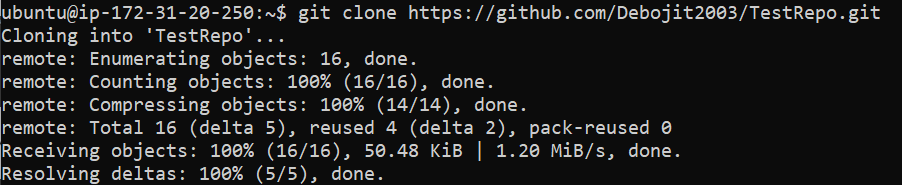 ubuntu@ip-172-31-20-250:~$ git clone https://github.com/Debojit2003/TestRepo.git
Cloning into 'TestRepo'...
remote: Enumerating objects: 16, done.
remote: Counting objects: 100% (16/16), done.
remote: Compressing objects: 100% (14/14), done.
remote: Total 16 (delta 5), reused 4 (delta 2), pack-reused 0
Receiving objects: 100% (16/16), 50.48 KiB | 1.20 MiB/s, done.
Resolving deltas: 100% (5/5), done.